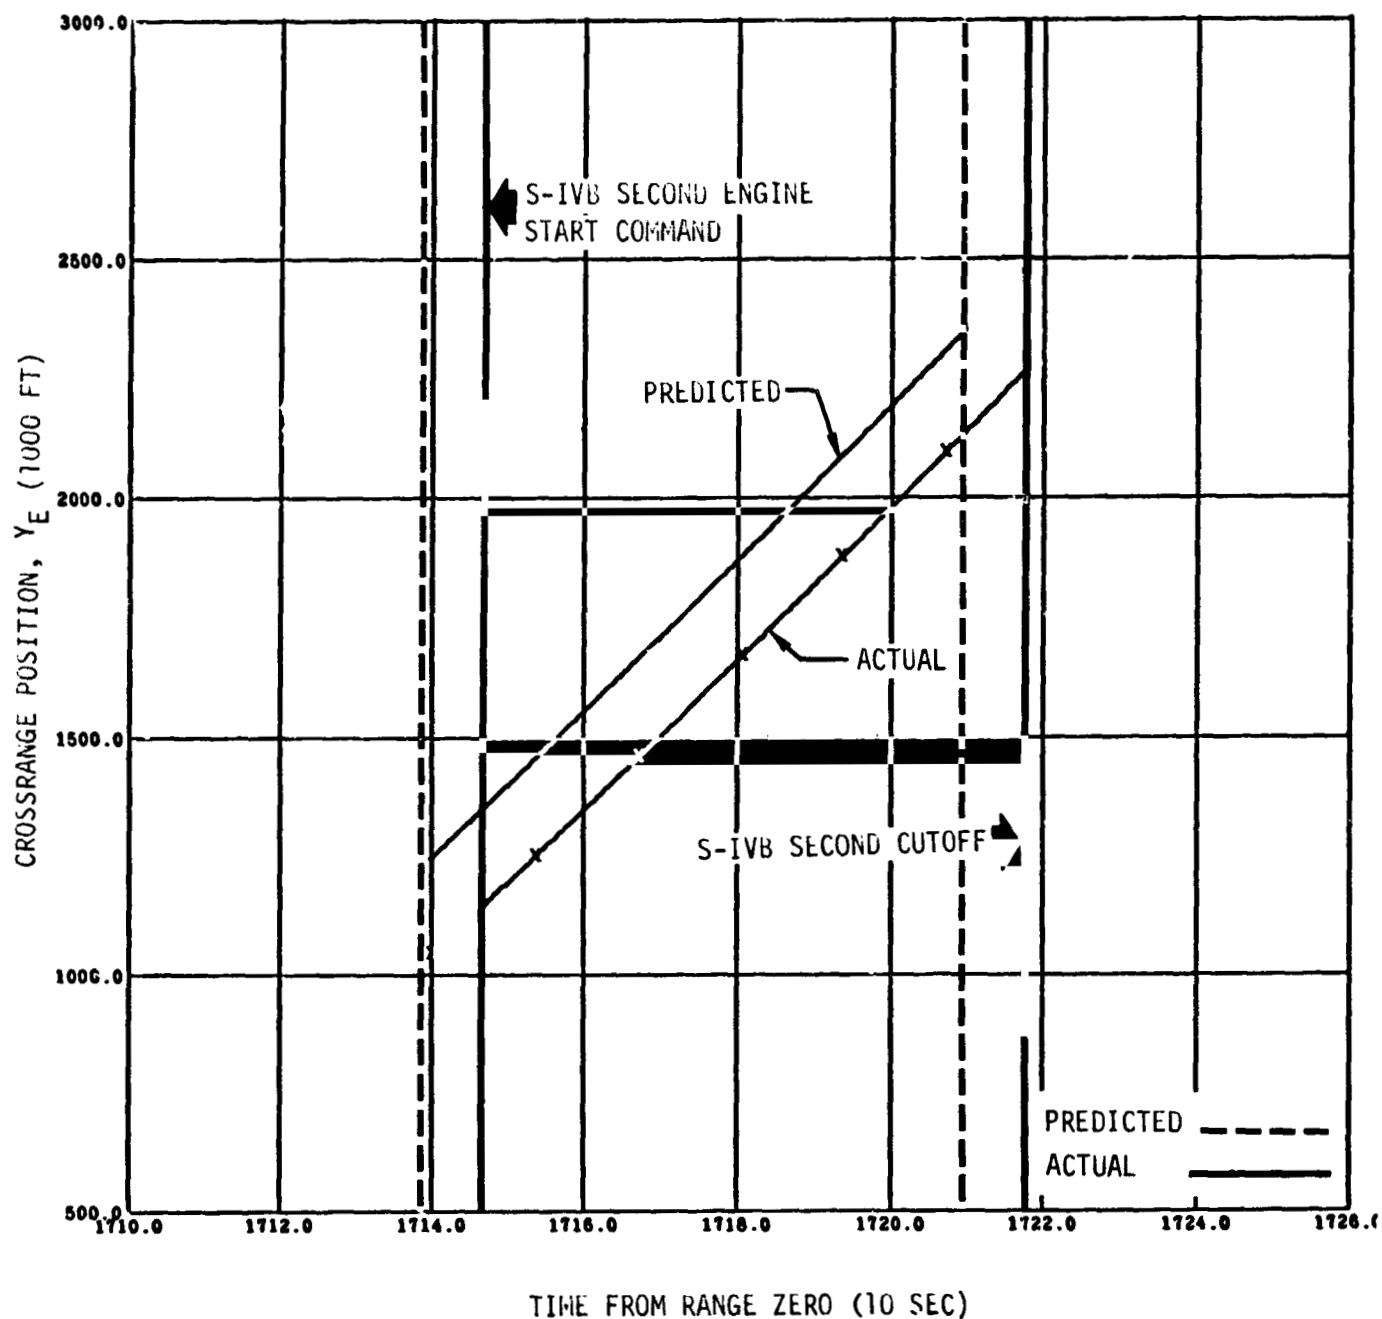 3000.0
S-IVB SECOND ENGINE
START COMMAND
2500.0
PREDICTED
2000.0
CROSSRANGE POSITION, YE (1000 FT)
ACTUAL
1500.0
S-IVB SECOND CUTOFF
1000.0
PREDICTED
ACTUAL
500.0
1710.0 1712.0 1714.0 1716.0 1718.0 1720.0 1722.0 1724.0 1726.0
TIME FROM RANGE ZERO (10 SEC)